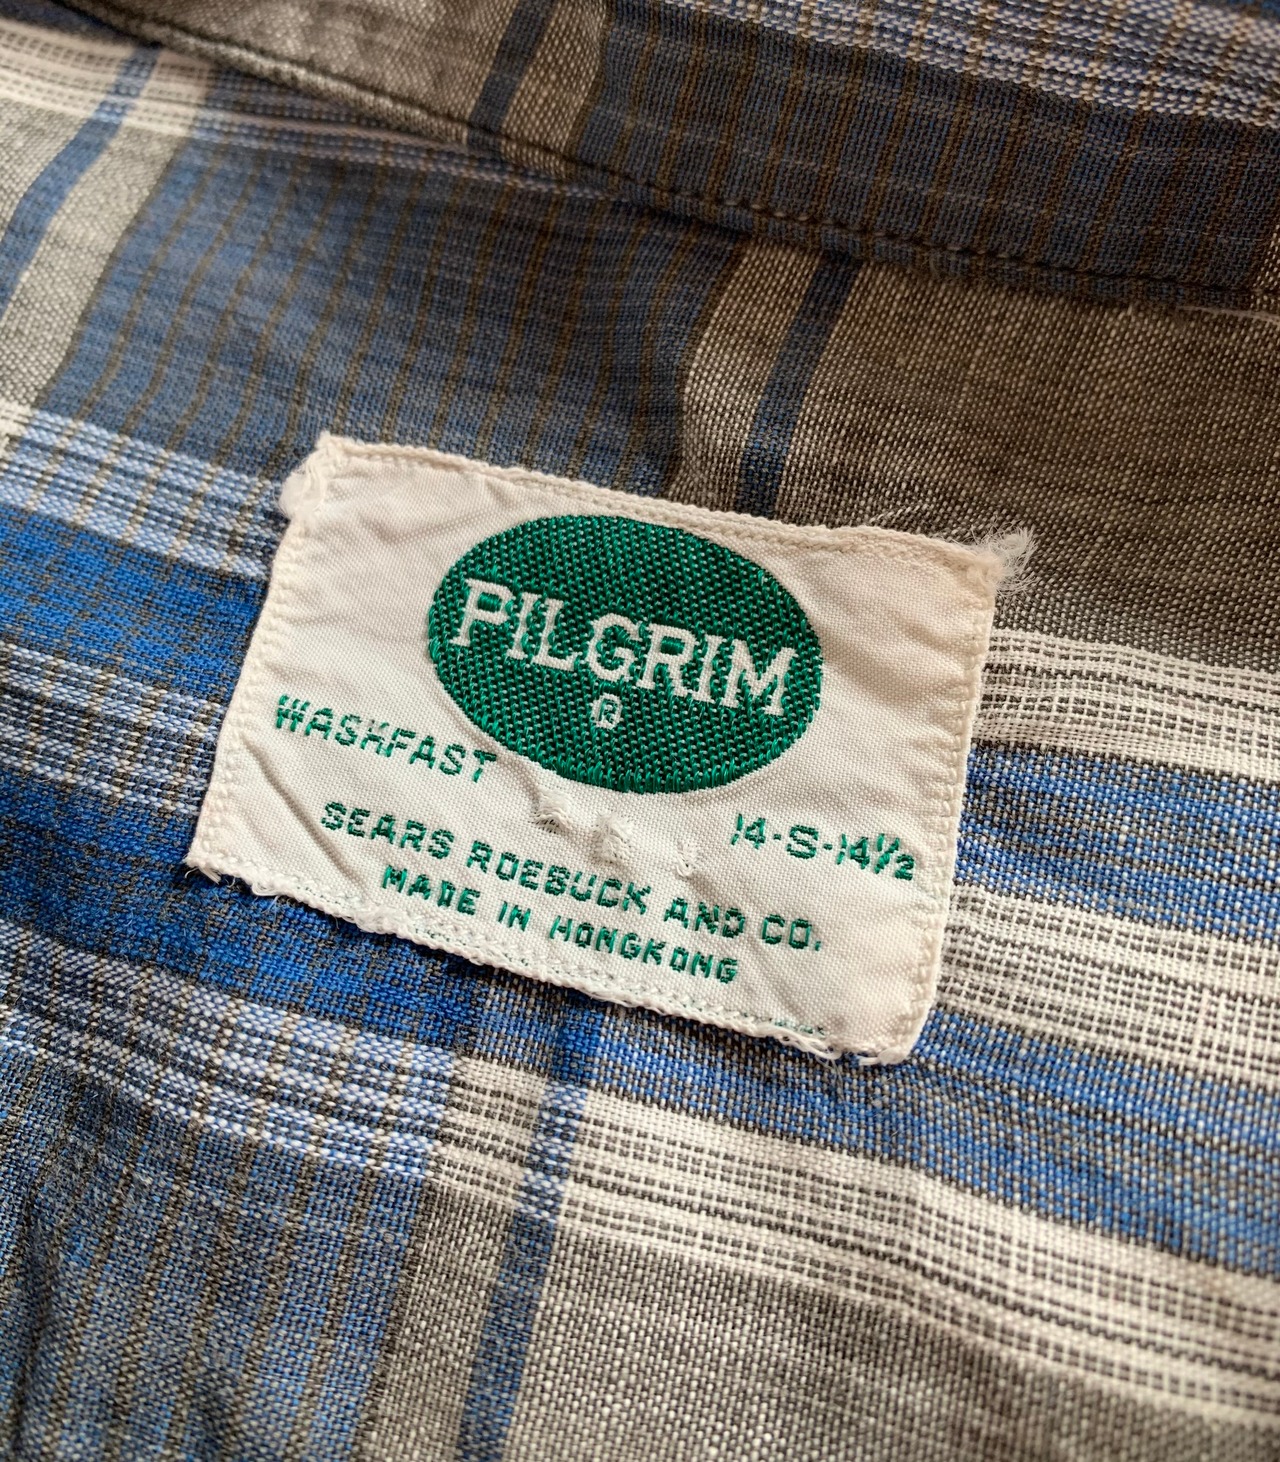 PILGRIM
®
WASHFAST
14-S-14½
SEARS ROEBUCK AND CO.
MADE IN HONGKONG